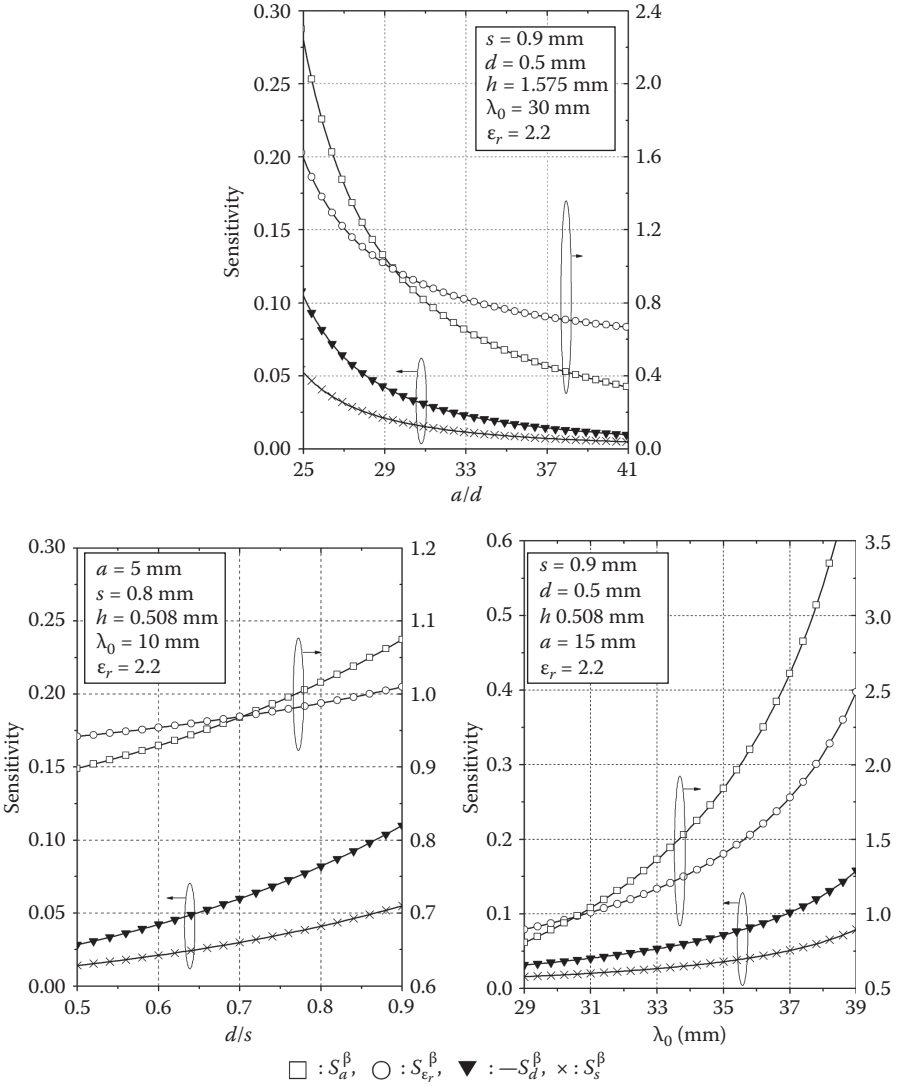 0.30
0.25
0.20
0.15
0.10
0.05
0.00
Sensitivity
2.4
2.0
1.6
1.2
0.8
0.4
0.0
s = 0.9 mm
d = 0.5 mm
h = 1.575 mm
λ₀ = 30 mm
εᵣ = 2.2
25 29 33 37 41
a/d
0.30
0.25
0.20
0.15
0.10
0.05
0.00
Sensitivity
1.2
1.1
1.0
0.9
0.8
0.7
0.6
a = 5 mm
s = 0.8 mm
h = 0.508 mm
λ₀ = 10 mm
εᵣ = 2.2
0.5 0.6 0.7 0.8 0.9
d/s
0.6
0.5
0.4
0.3
0.2
0.1
0.0
Sensitivity
3.5
3.0
2.5
2.0
1.5
1.0
0.5
s = 0.9 mm
d = 0.5 mm
h 0.508 mm
a = 15 mm
εᵣ = 2.2
29 31 33 35 37 39
λ₀ (mm)
□ : S_a^β, ○ : S_εᵣ^β, ▼ : —S_d^β, × : S_s^β